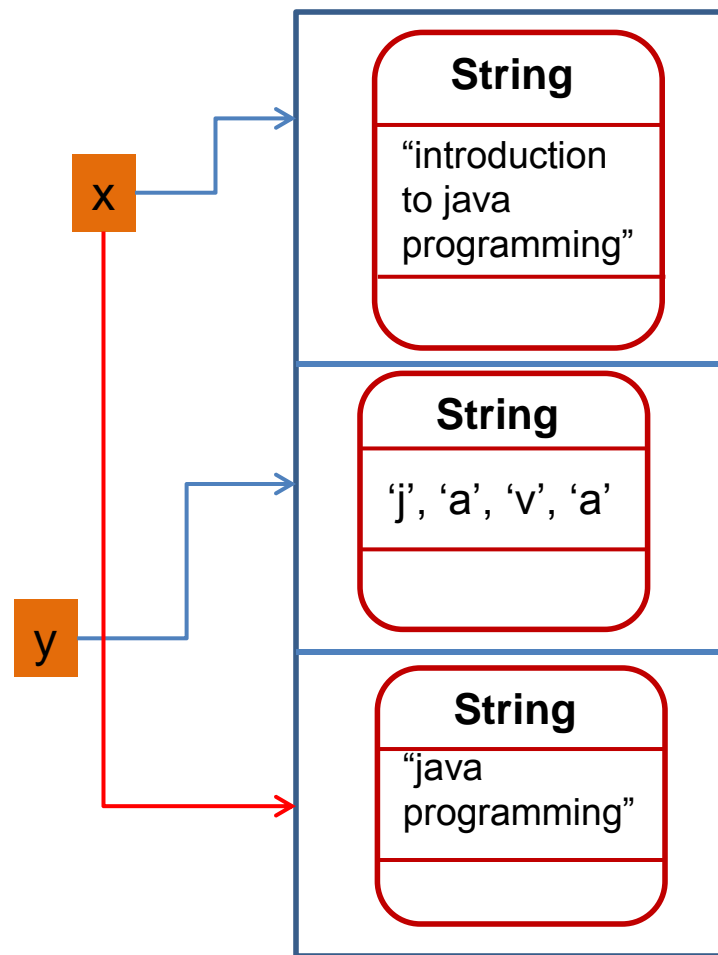 String
“introduction
to java
programming”
x
String
‘j’, ‘a’, ‘v’, ‘a’
y
String
“java
programming”